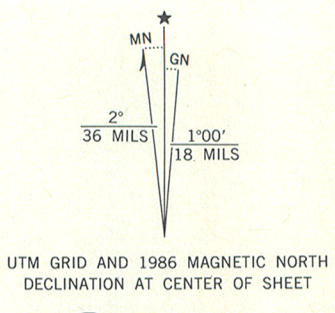 MN
GN
2°
36 MILS
1°00′
18 MILS
UTM GRID AND 1986 MAGNETIC NORTH
DECLINATION AT CENTER OF SHEET